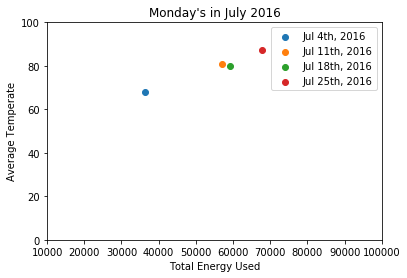 Monday's in July 2016
Jul 4th, 2016
Jul 11th, 2016
Jul 18th, 2016
Jul 25th, 2016
Average Temperate
100
80
60
40
20
0
10000 20000 30000 40000 50000 60000 70000 80000 90000 100000
Total Energy Used